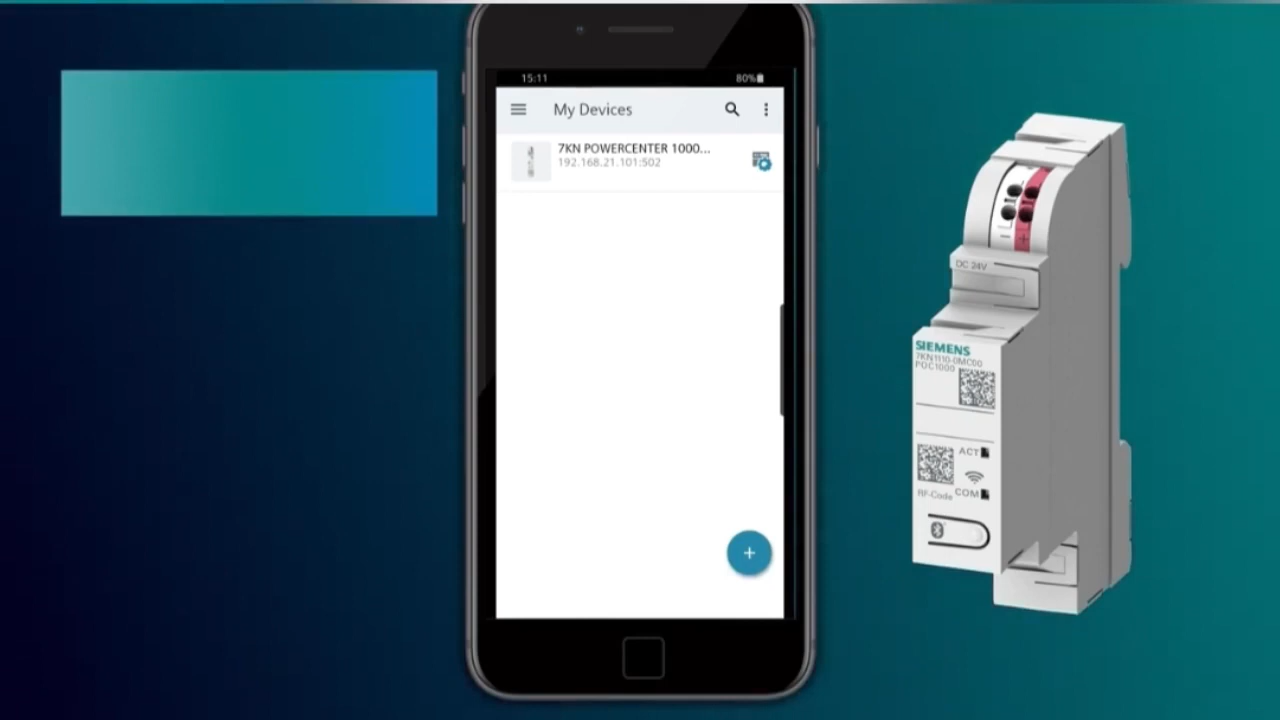 15:11
80%
My Devices
7KN POWERCENTER 1000...
192.168.21.101:502
DC 24V
SIEMENS
7KN1110-0MC00
POC1000
ACT
RF-Code COM